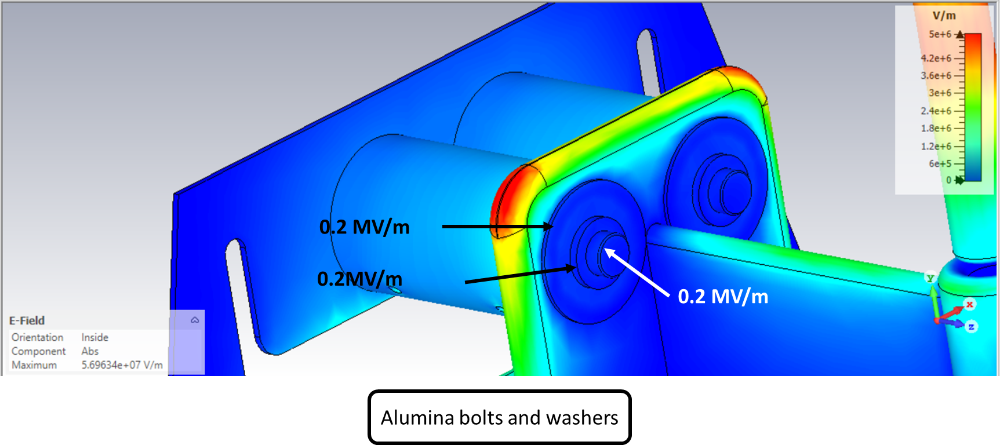 V/m
5e+6
4.2e+6
3.6e+6
3e+6
2.4e+6
1.8e+6
1.2e+6
6e+5
0
0.2 MV/m
0.2MV/m
0.2 MV/m
y
x
z
E-Field
Orientation Inside
Component Abs
Maximum 5.69634e+07 V/m
Alumina bolts and washers